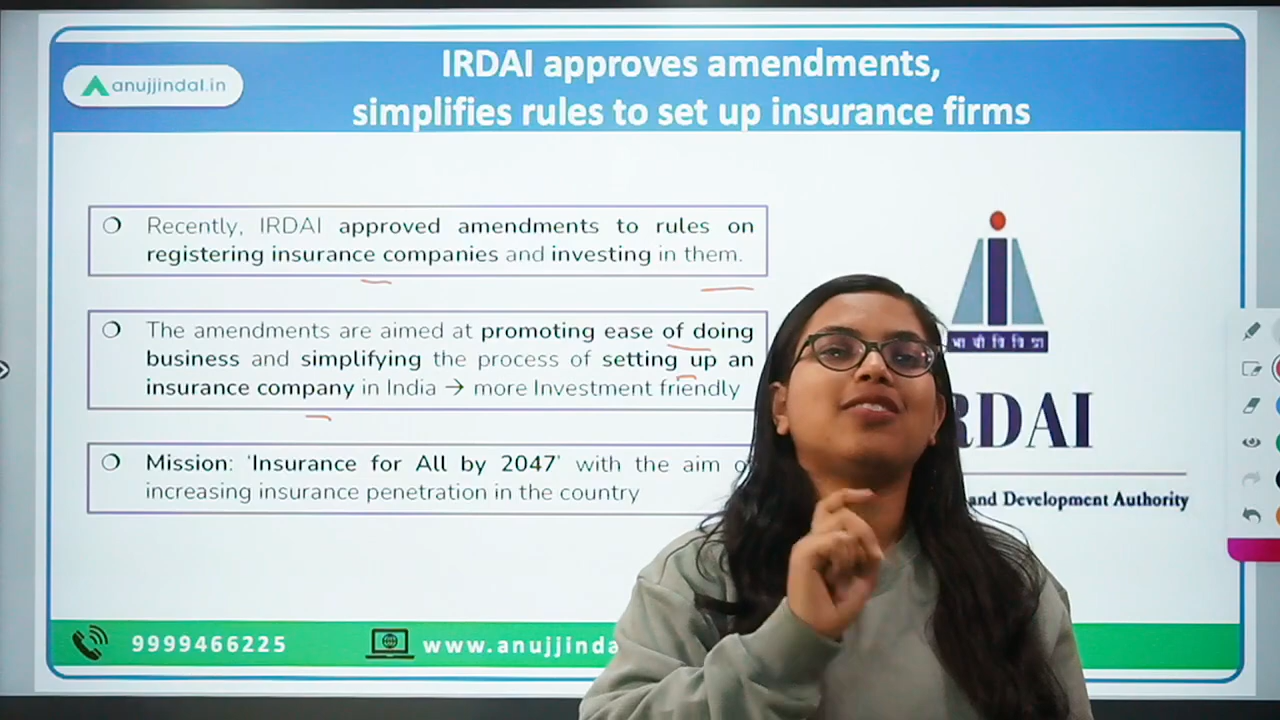 anujjindal.in
IRDAI approves amendments,
simplifies rules to set up insurance firms
Recently, IRDAI approved amendments to rules on
registering insurance companies and investing in them.
The amendments are aimed at promoting ease of doing
business and simplifying the process of setting up an
insurance company in India → more Investment friendly
Mission: ‘Insurance for All by 2047’ with the aim
increasing insurance penetration in the country
RDAI
and Development Authority
9999466225
www.anujjinda